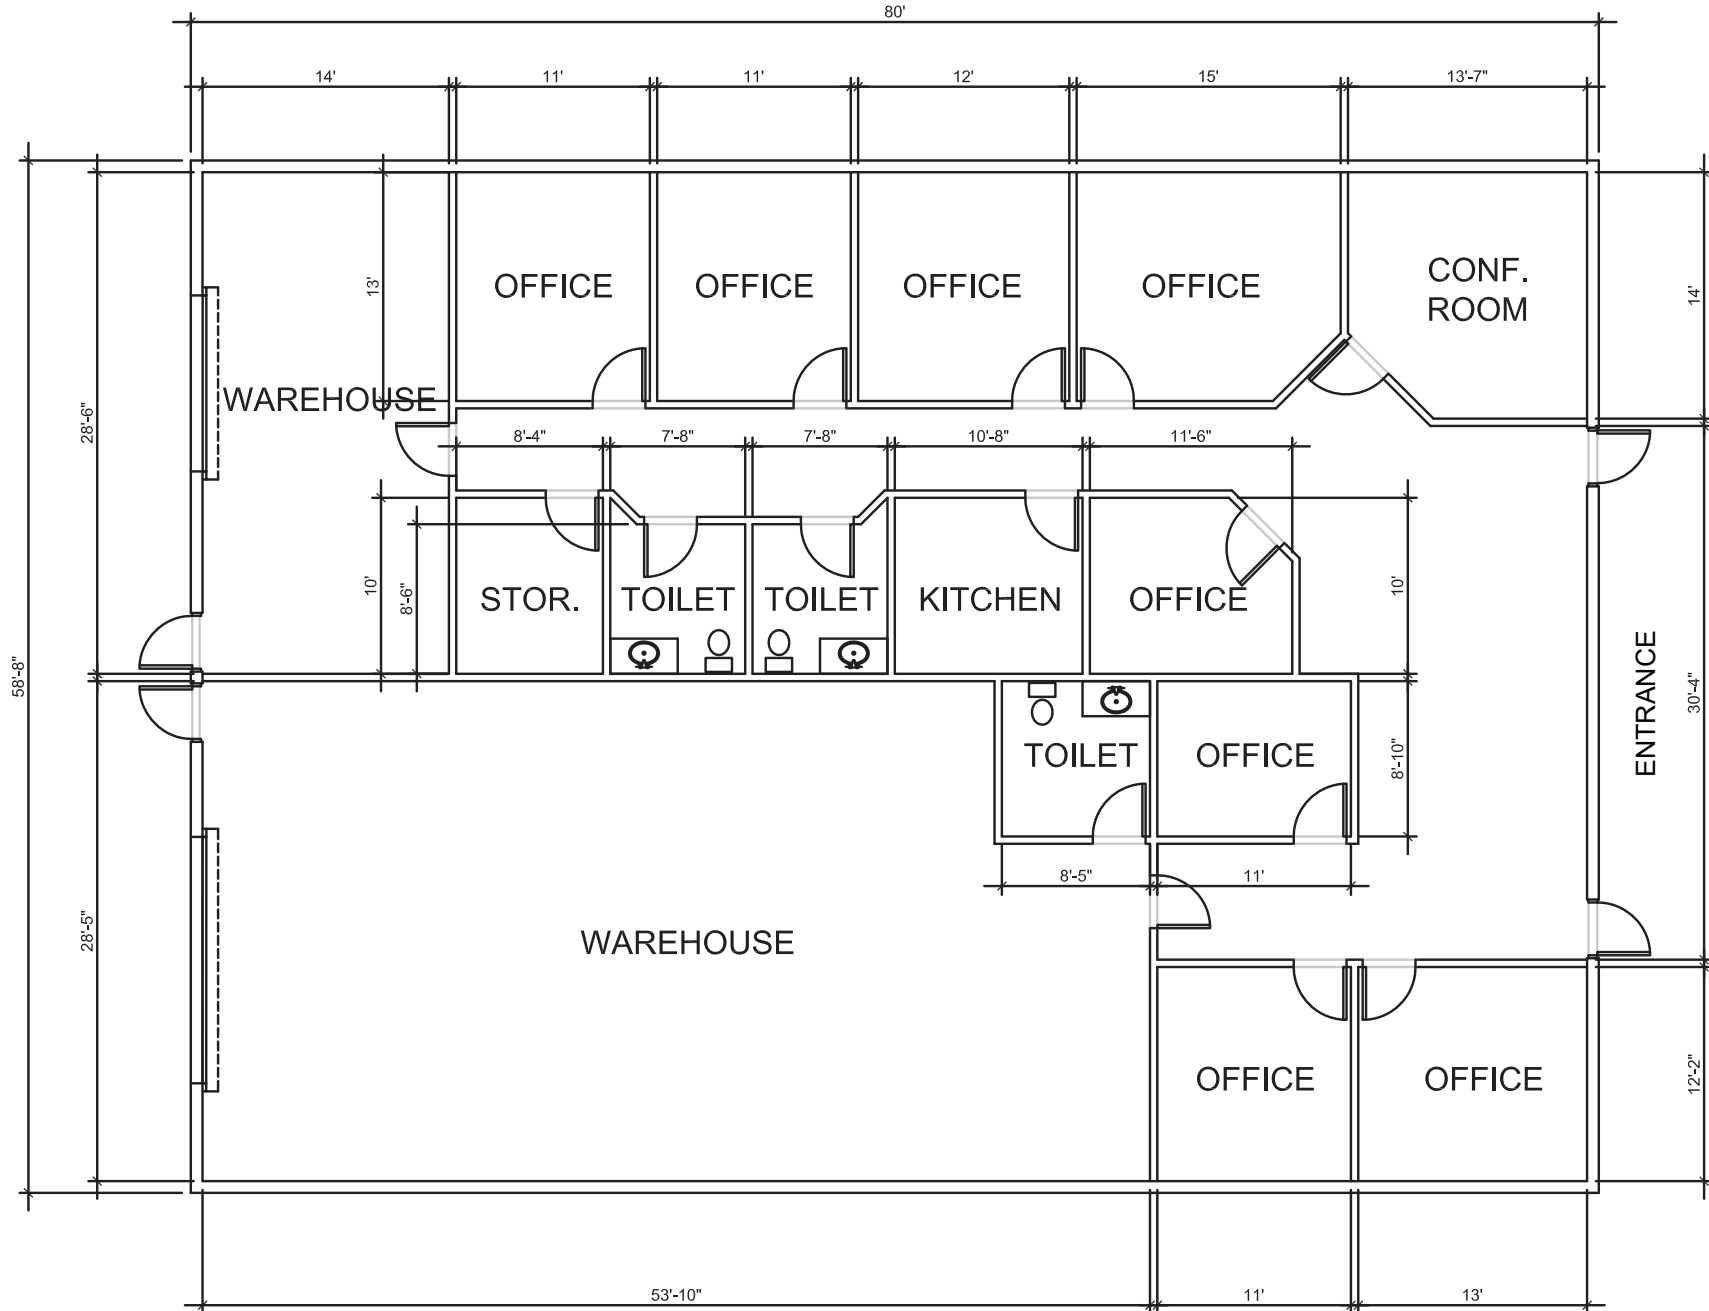 80'
14'
11'
11'
12'
15'
13'-7"
13'
OFFICE
OFFICE
OFFICE
OFFICE
CONF.
ROOM
14'
WAREHOUSE
28'-6"
8'-4"
7'-8"
7'-8"
10'-8"
11'-6"
10'
8'-6"
STOR.
TOILET
TOILET
KITCHEN
OFFICE
10'
58'-8"
ENTRANCE
30'-4"
TOILET
OFFICE
8'-10"
8'-5"
11'
28'-5"
WAREHOUSE
OFFICE
OFFICE
12'-2"
53'-10"
11'
13'